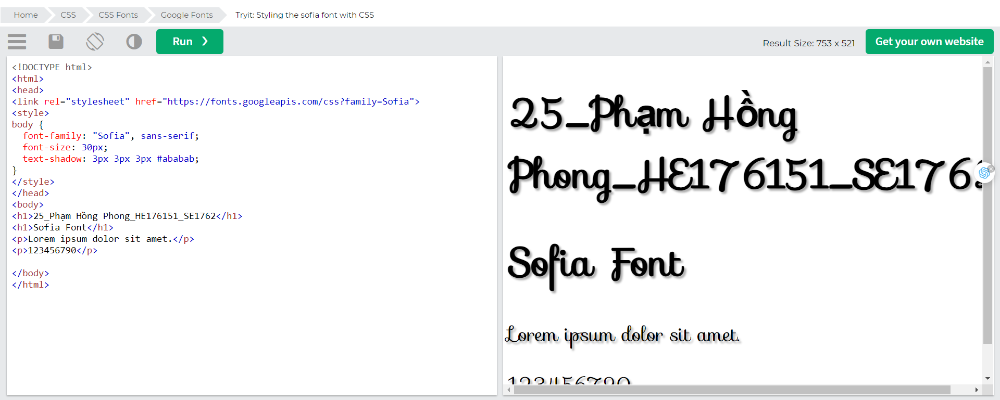 Home CSS CSS Fonts Google Fonts Tryit: Styling the sofia font with CSS
Run ❯ Result Size: 753 x 521 Get your own website
<!DOCTYPE html>
<html>
<head>
<link rel="stylesheet" href="https://fonts.googleapis.com/css?family=Sofia">
<style>
body {
  font-family: "Sofia", sans-serif;
  font-size: 30px;
  text-shadow: 3px 3px 3px #ababab;
}
</style>
</head>
<body>
<h1>25_Phạm Hồng Phong_HE176151_SE1762</h1>
<h1>Sofia Font</h1>
<p>Lorem ipsum dolor sit amet.</p>
<p>123456790</p>
</body>
</html>
25_Phạm Hồng
Phong_HE176151_SE176
Sofia Font
Lorem ipsum dolor sit amet.
123456790